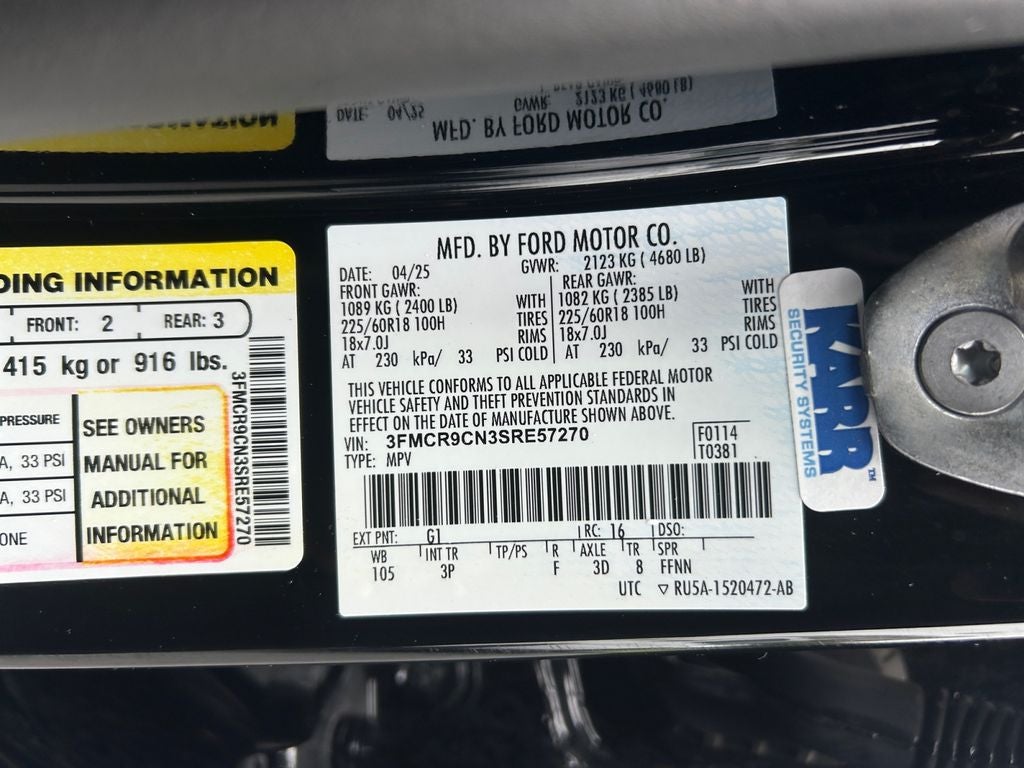 DATE: 04/25 GVWR: 2123 KG ( 4680 LB)
MFD. BY FORD MOTOR CO.
DING INFORMATION
FRONT: 2 REAR: 3
415 kg or 916 lbs.
PRESSURE
A, 33 PSI
A, 33 PSI
ONE
SEE OWNERS
MANUAL FOR
ADDITIONAL
INFORMATION
3FMCR9CN3SRE57270
MFD. BY FORD MOTOR CO.
DATE: 04/25 GVWR: 2123 KG ( 4680 LB)
FRONT GAWR: REAR GAWR:
1089 KG ( 2400 LB) WITH 1082 KG ( 2385 LB) WITH
225/60R18 100H TIRES 225/60R18 100H TIRES
18x7.0J RIMS 18x7.0J RIMS
AT 230 kPa/ 33 PSI COLD AT 230 kPa/ 33 PSI COLD
THIS VEHICLE CONFORMS TO ALL APPLICABLE FEDERAL MOTOR
VEHICLE SAFETY AND THEFT PREVENTION STANDARDS IN
EFFECT ON THE DATE OF MANUFACTURE SHOWN ABOVE.
VIN: 3FMCR9CN3SRE57270 F0114
TYPE: MPV T0381
EXT PNT: G1 RC: 16 DSO:
WB INT TR TP/PS R AXLE TR SPR
105 3P F 3D 8 FFNN
UTC ▽ RU5A-1520472-AB
KARR™
SECURITY SYSTEMS